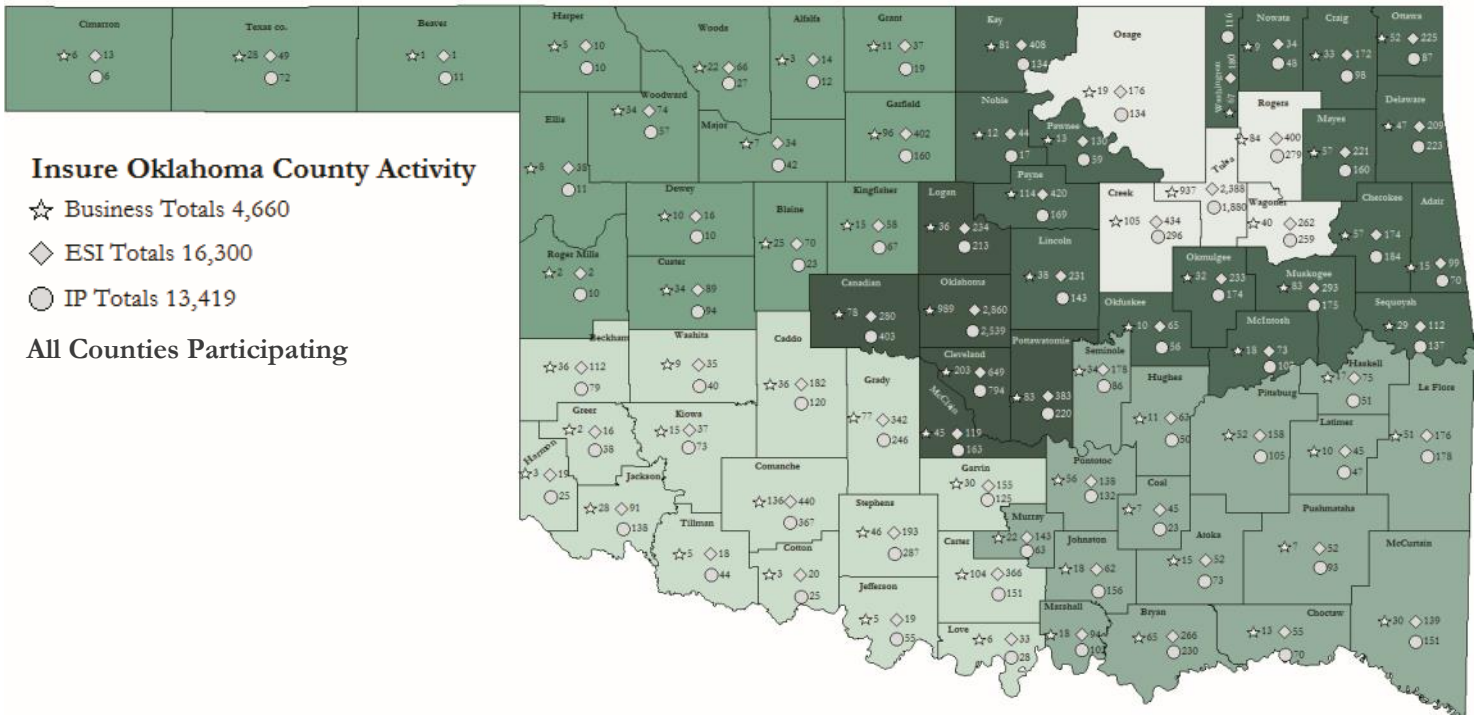 Cimarron
6 13
6
Texas co.
28 49
72
Beaver
1 1
11
Harper
5 10
10
Woods
22 66
27
Alfalfa
3 14
12
Grant
11 37
19
Kay
81 408
134
Osage
19 176
134
Washington
67 180
116
Nowata
9 34
48
Craig
33 172
98
Ottawa
52 225
87
Ellis
8 38
11
Woodward
34 74
57
Major
7 34
42
Garfield
96 402
160
Noble
12 44
17
Pawnee
13 130
59
Rogers
84 400
279
Mayes
57 221
160
Delaware
47 209
223
Insure Oklahoma County Activity
Business Totals 4,660
ESI Totals 16,300
IP Totals 13,419
All Counties Participating
Roger Mills
2 2
10
Dewey
10 16
10
Custer
34 89
94
Blaine
25 70
23
Kingfisher
15 58
67
Logan
36 234
213
Payne
114 420
169
Creek
105 434
296
Tulsa
937 2,388
1,880
Wagoner
40 262
259
Cherokee
57 174
184
Adair
15 99
70
Canadian
78 280
403
Oklahoma
989 2,860
2,539
Lincoln
38 231
143
Okfuskee
10 65
56
Okmulgee
32 233
174
Muskogee
83 293
175
McIntosh
18 73
Sequoyah
29 112
137
Beckham
36 112
79
Washita
9 35
40
Caddo
36 182
120
Grady
77 342
246
Cleveland
203 649
794
McClain
45 119
163
Pottawatomie
83 383
220
Seminole
34 178
86
Hughes
11 63
50
Pittsburg
52 158
105
Haskell
75
51
Le Flore
51 176
178
Latimer
10 45
47
Greer
2 16
38
Harmon
3 19
25
Kiowa
15 37
73
Jackson
28 91
138
Tillman
5 18
44
Comanche
136 440
367
Cotton
3 20
25
Stephens
46 193
287
Garvin
30 155
125
Murray
22 143
63
Pontotoc
56 138
132
Coal
7 45
23
Carter
104 366
151
Johnston
18 62
156
Atoka
15 52
73
Pushmataha
7 52
93
McCurtain
30 139
151
Jefferson
5 19
55
Love
6 33
28
Marshall
18 94
Bryan
65 266
230
Choctaw
13 55
70